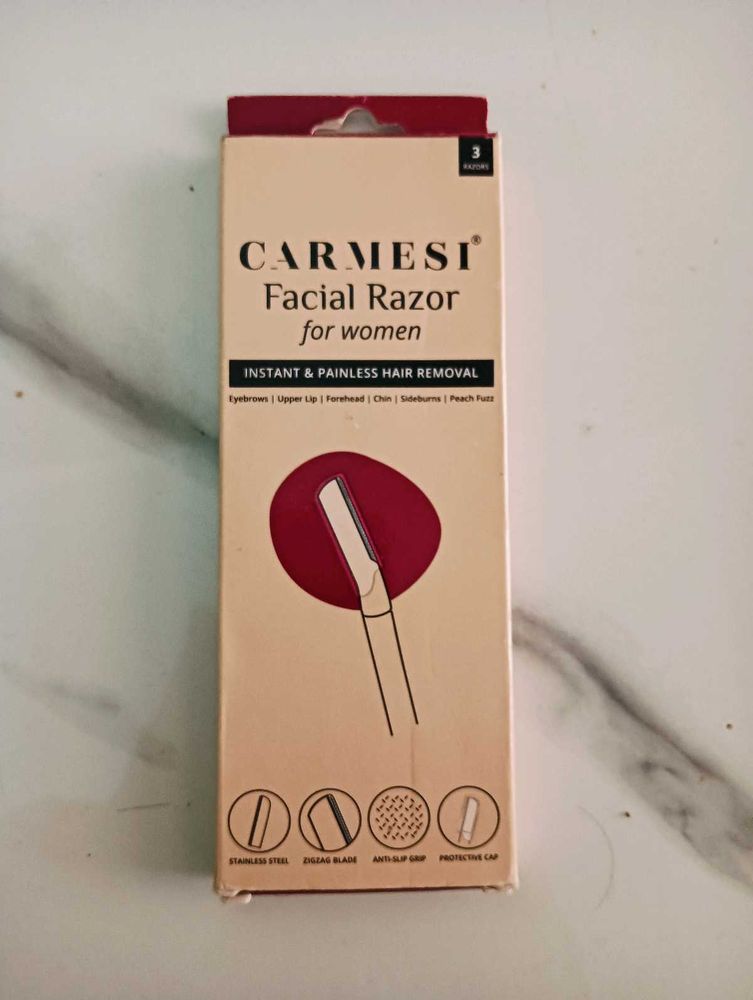 3
RAZORS
CARMESI®
Facial Razor
for women
INSTANT & PAINLESS HAIR REMOVAL
Eyebrows | Upper Lip | Forehead | Chin | Sideburns | Peach Fuzz
STAINLESS STEEL
ZIGZAG BLADE
ANTI-SLIP GRIP
PROTECTIVE CAP